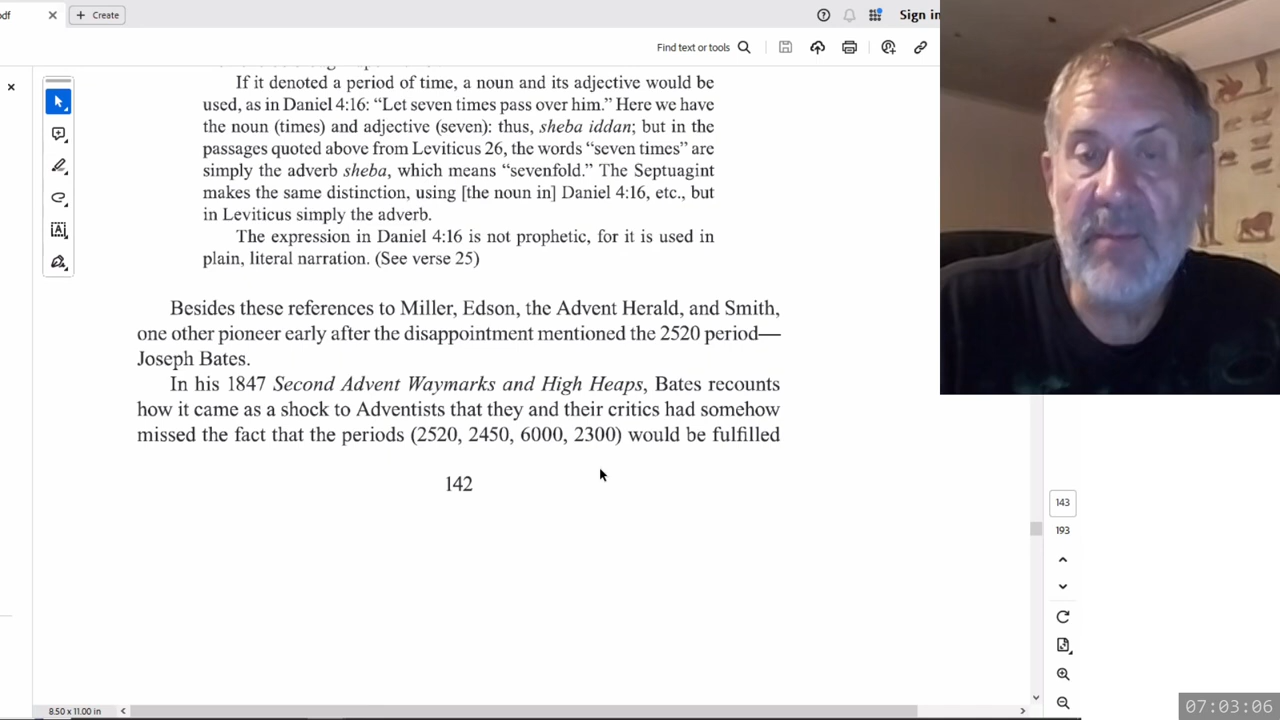 odf
Create
Sign in
Find text or tools
If it denoted a period of time, a noun and its adjective would be
used, as in Daniel 4:16: “Let seven times pass over him.” Here we have
the noun (times) and adjective (seven): thus, sheba iddan; but in the
passages quoted above from Leviticus 26, the words “seven times” are
simply the adverb sheba, which means “sevenfold.” The Septuagint
makes the same distinction, using [the noun in] Daniel 4:16, etc., but
in Leviticus simply the adverb.
The expression in Daniel 4:16 is not prophetic, for it is used in
plain, literal narration. (See verse 25)
Besides these references to Miller, Edson, the Advent Herald, and Smith,
one other pioneer early after the disappointment mentioned the 2520 period—
Joseph Bates.
In his 1847 Second Advent Waymarks and High Heaps, Bates recounts
how it came as a shock to Adventists that they and their critics had somehow
missed the fact that the periods (2520, 2450, 6000, 2300) would be fulfilled
142
143
193
8.50 x 11.00 in
07:03:06